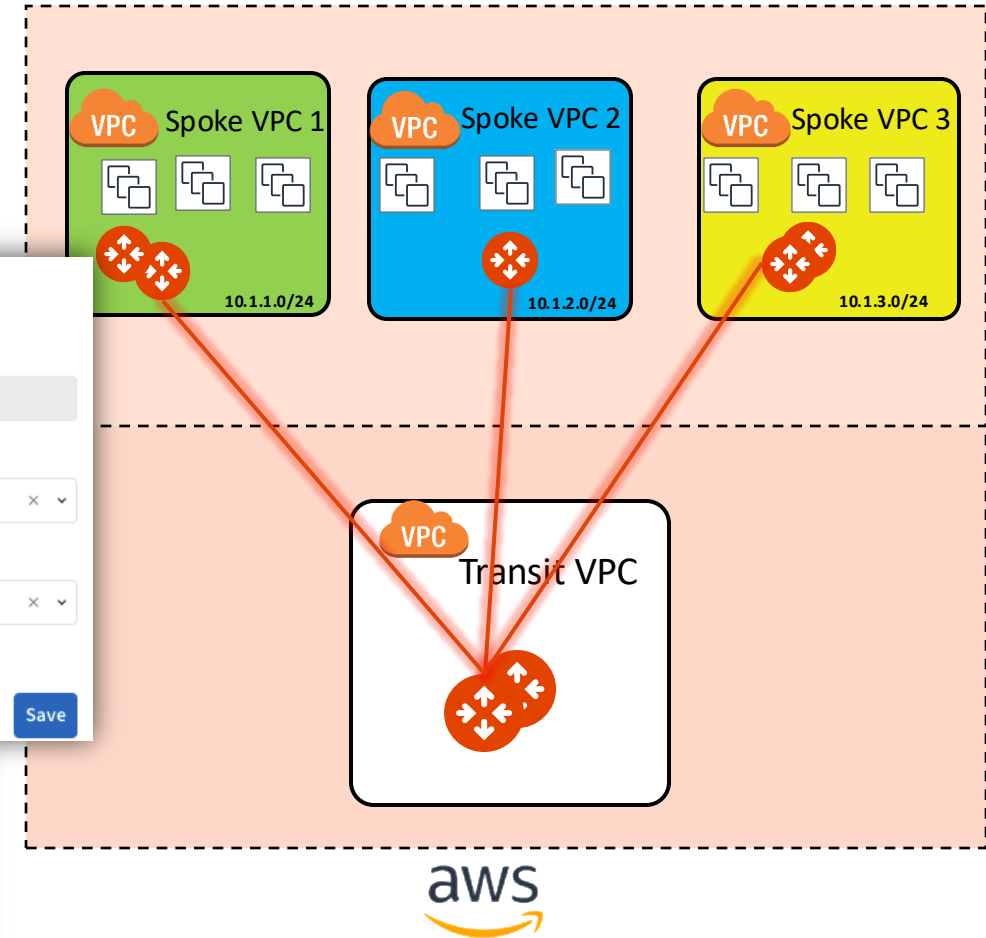 VPC
Spoke VPC 1
10.1.1.0/24
VPC
Spoke VPC 2
10.1.2.0/24
VPC
Spoke VPC 3
10.1.3.0/24
Save
VPC
Transit VPC
aws